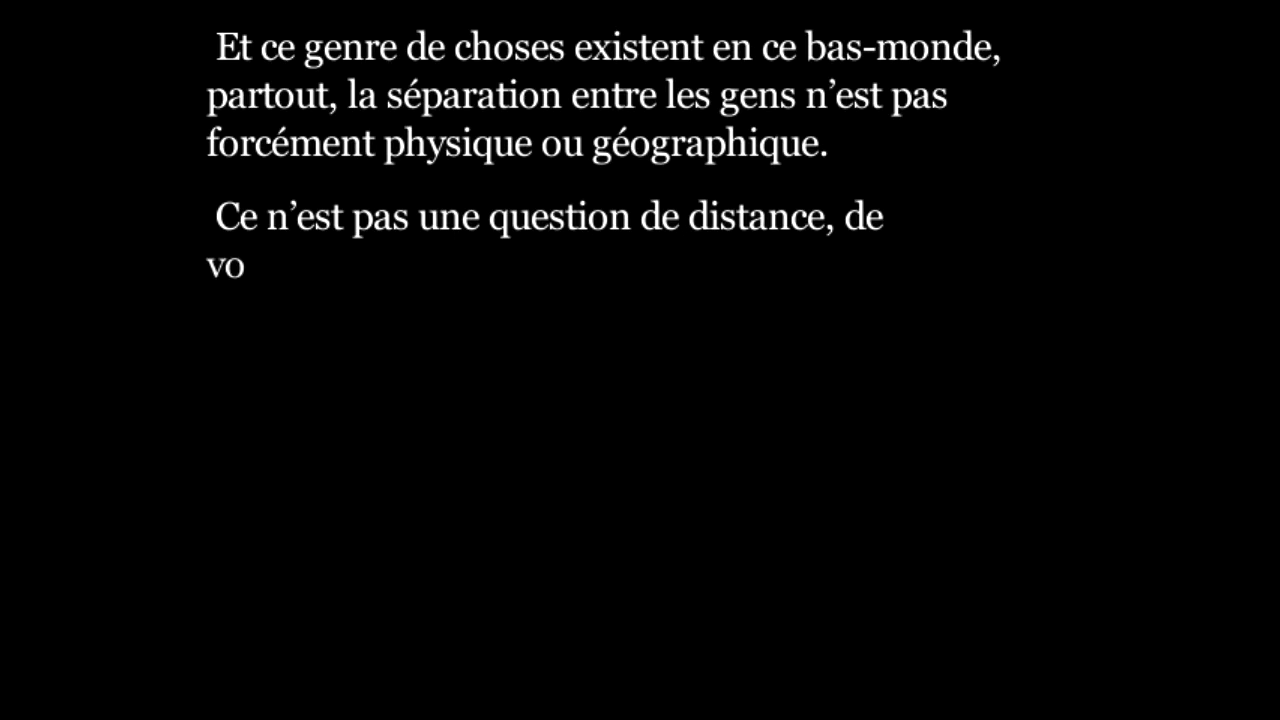 Et ce genre de choses existent en ce bas-monde,
partout, la séparation entre les gens n’est pas
forcément physique ou géographique.
Ce n’est pas une question de distance, de
vo